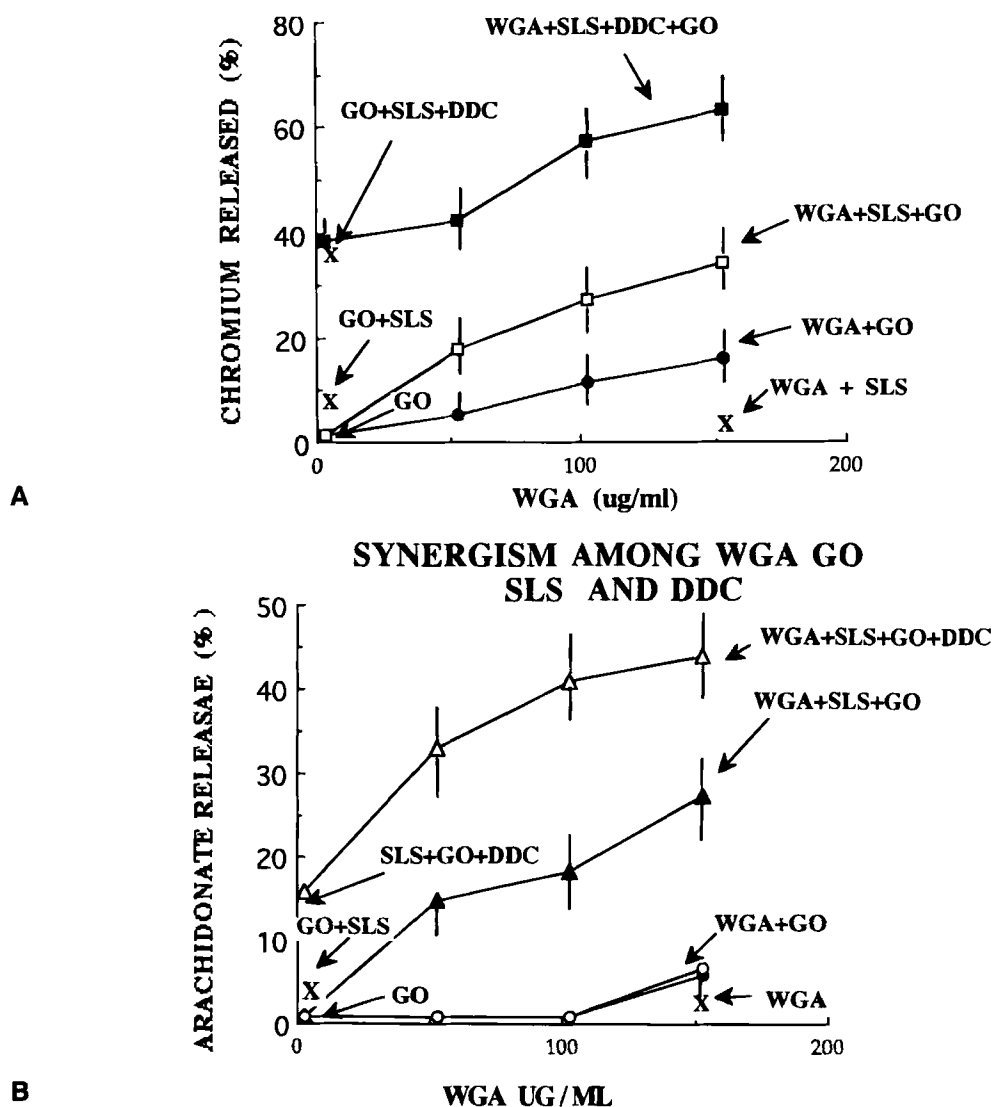 80
WGA+SLS+DDC+GO
GO+SLS+DDC
60
WGA+SLS+GO
40
GO+SLS
WGA+GO
20
GO
X
X
X
WGA + SLS
0
0
100
200
CHROMIUM RELEASED (%)
WGA (ug/ml)
A
SYNERGISM AMONG WGA GO
SLS AND DDC
50
WGA+SLS+GO+DDC
40
WGA+SLS+GO
30
20
SLS+GO+DDC
GO+SLS
10
WGA+GO
X
GO
X
WGA
0
0
100
200
ARACHIDONATE RELEASAE (%)
WGA UG/ML
B